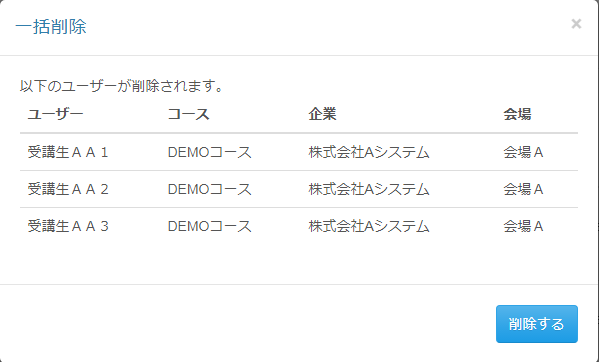 一括削除 ×
以下のユーザーが削除されます。
ユーザー コース 企業 会場
受講生ＡＡ１ DEMOコース 株式会社Aシステム 会場Ａ
受講生ＡＡ２ DEMOコース 株式会社Aシステム 会場Ａ
受講生ＡＡ３ DEMOコース 株式会社Aシステム 会場Ａ
削除する